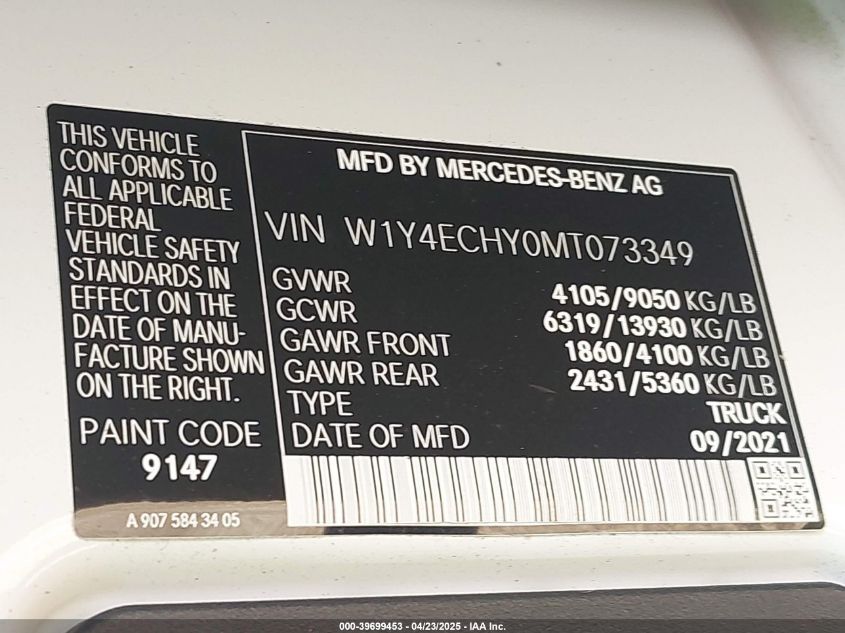 THIS VEHICLE
CONFORMS TO
ALL APPLICABLE
FEDERAL
VEHICLE SAFETY
STANDARDS IN
EFFECT ON THE
DATE OF MANU-
FACTURE SHOWN
ON THE RIGHT.
PAINT CODE
9147
A 907 584 34 05
MFD BY MERCEDES-BENZ AG
VIN W1Y4ECHY0MT073349
GVWR 4105/9050 KG/LB
GCWR 6319/13930 KG/LB
GAWR FRONT 1860/4100 KG/LB
GAWR REAR 2431/5360 KG/LB
TYPE TRUCK
DATE OF MFD 09/2021
000-39699453 - 04/23/2025 - IAA Inc.